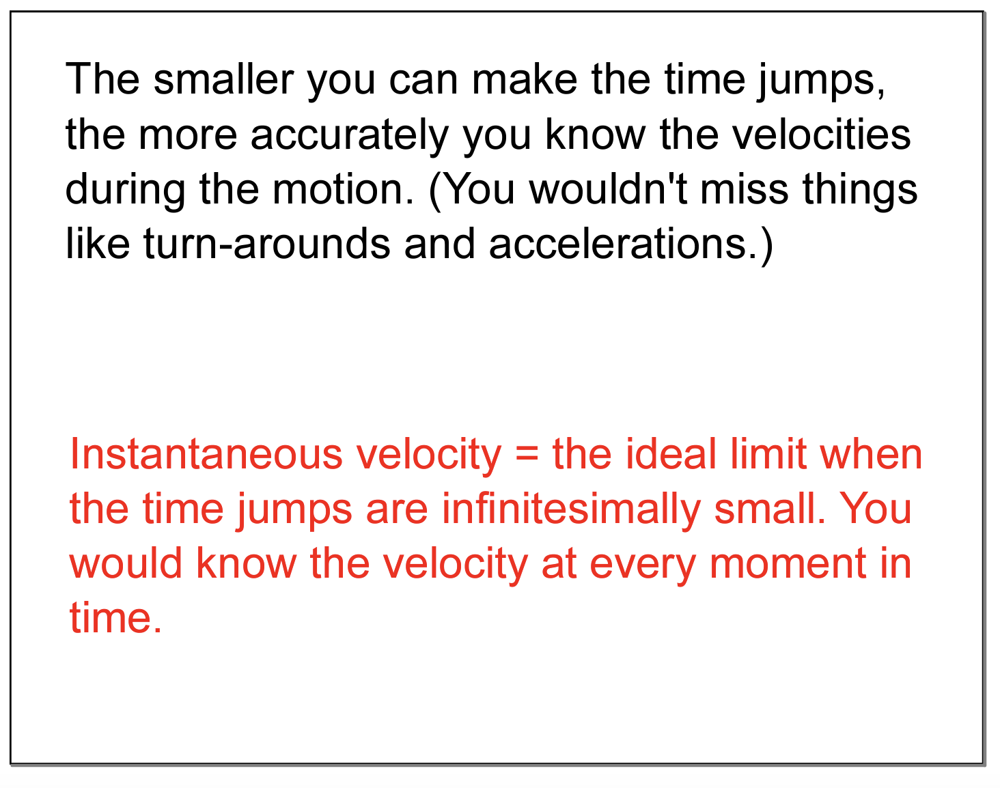 The smaller you can make the time jumps,
the more accurately you know the velocities
during the motion. (You wouldn't miss things
like turn-arounds and accelerations.)
Instantaneous velocity = the ideal limit when
the time jumps are infinitesimally small. You
would know the velocity at every moment in
time.